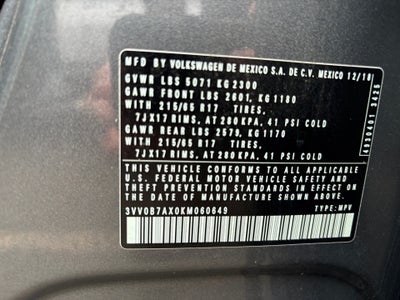 MFD BY VOLKSWAGEN DE MEXICO S.A. DE C.V. MEXICO 12/18
GVWR LBS 5071 KG 2300
GAWR FRONT LBS 2601, KG 1180
WITH 215/65 R17 TIRES,
7JX17 RIMS, AT 280 KPA, 41 PSI COLD
GAWR REAR LBS 2579, KG 1170
WITH 215/65 R17 TIRES,
7JX17 RIMS, AT 280 KPA, 41 PSI COLD
THIS VEHICLE CONFORMS TO ALL APPLICABLE
U.S. FEDERAL MOTOR VEHICLE SAFETY AND
THEFT PREVENTION STANDARDS IN EFFECT ON
THE DATE OF MANUFACTURE SHOWN ABOVE.
3VV0B7AX0KM060649 TYPE: MPV